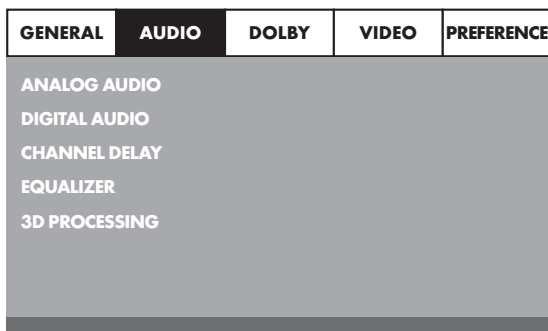 GENERAL AUDIO DOLBY VIDEO PREFERENCE
ANALOG AUDIO
DIGITAL AUDIO
CHANNEL DELAY
EQUALIZER
3D PROCESSING